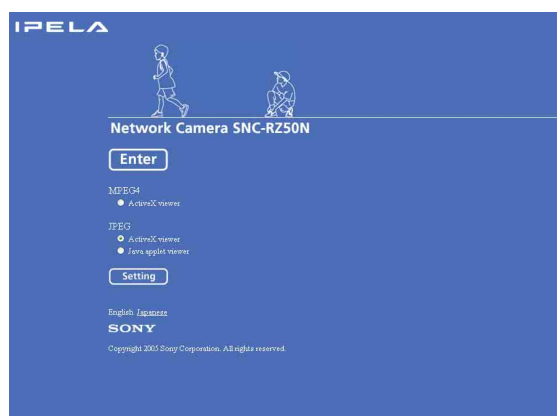 IPELA
Network Camera SNC-RZ50N
Enter
MPEG4
ActiveX viewer
JPEG
ActiveX viewer
Java applet viewer
Setting
English Japanese
SONY
Copyright 2005 Sony Corporation. All rights reserved.